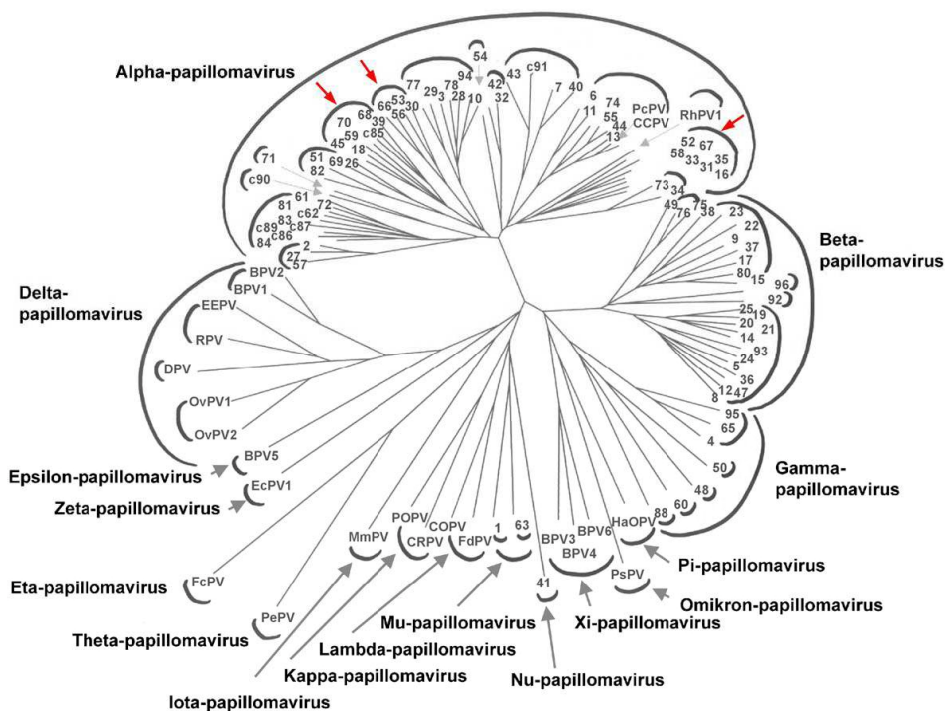 54
Alpha-papillomavirus
77
29
3
78
94
28
10
42
32
43
c91
7
40
6
11
74
55
44
13
PcPV
CCPV
RhPV1
53
30
66
56
68
39
c85
70
59
45
18
51
69
26
82
71
c90
61
81
72
83
c62
c89
c87
c86
84
2
27
57
52
67
58
33
35
31
16
73
34
49
76
75
38
23
22
9
37
17
80
15
96
92
Beta-
papillomavirus
25
19
20
21
14
93
24
5
36
12
47
8
95
65
4
50
48
60
88
Gamma-
papillomavirus
BPV2
BPV1
Delta-
papillomavirus
EEPV
RPV
DPV
OvPV1
OvPV2
BPV5
Epsilon-papillomavirus
EcPV1
Zeta-papillomavirus
FcPV
Eta-papillomavirus
PePV
Theta-papillomavirus
MmPV
POPV
CRPV
COPV
FdPV
1
63
41
BPV3
BPV6
BPV4
HaOPV
PsPV
Pi-papillomavirus
Omikron-papillomavirus
Mu-papillomavirus
Xi-papillomavirus
Lambda-papillomavirus
Kappa-papillomavirus
Nu-papillomavirus
Iota-papillomavirus